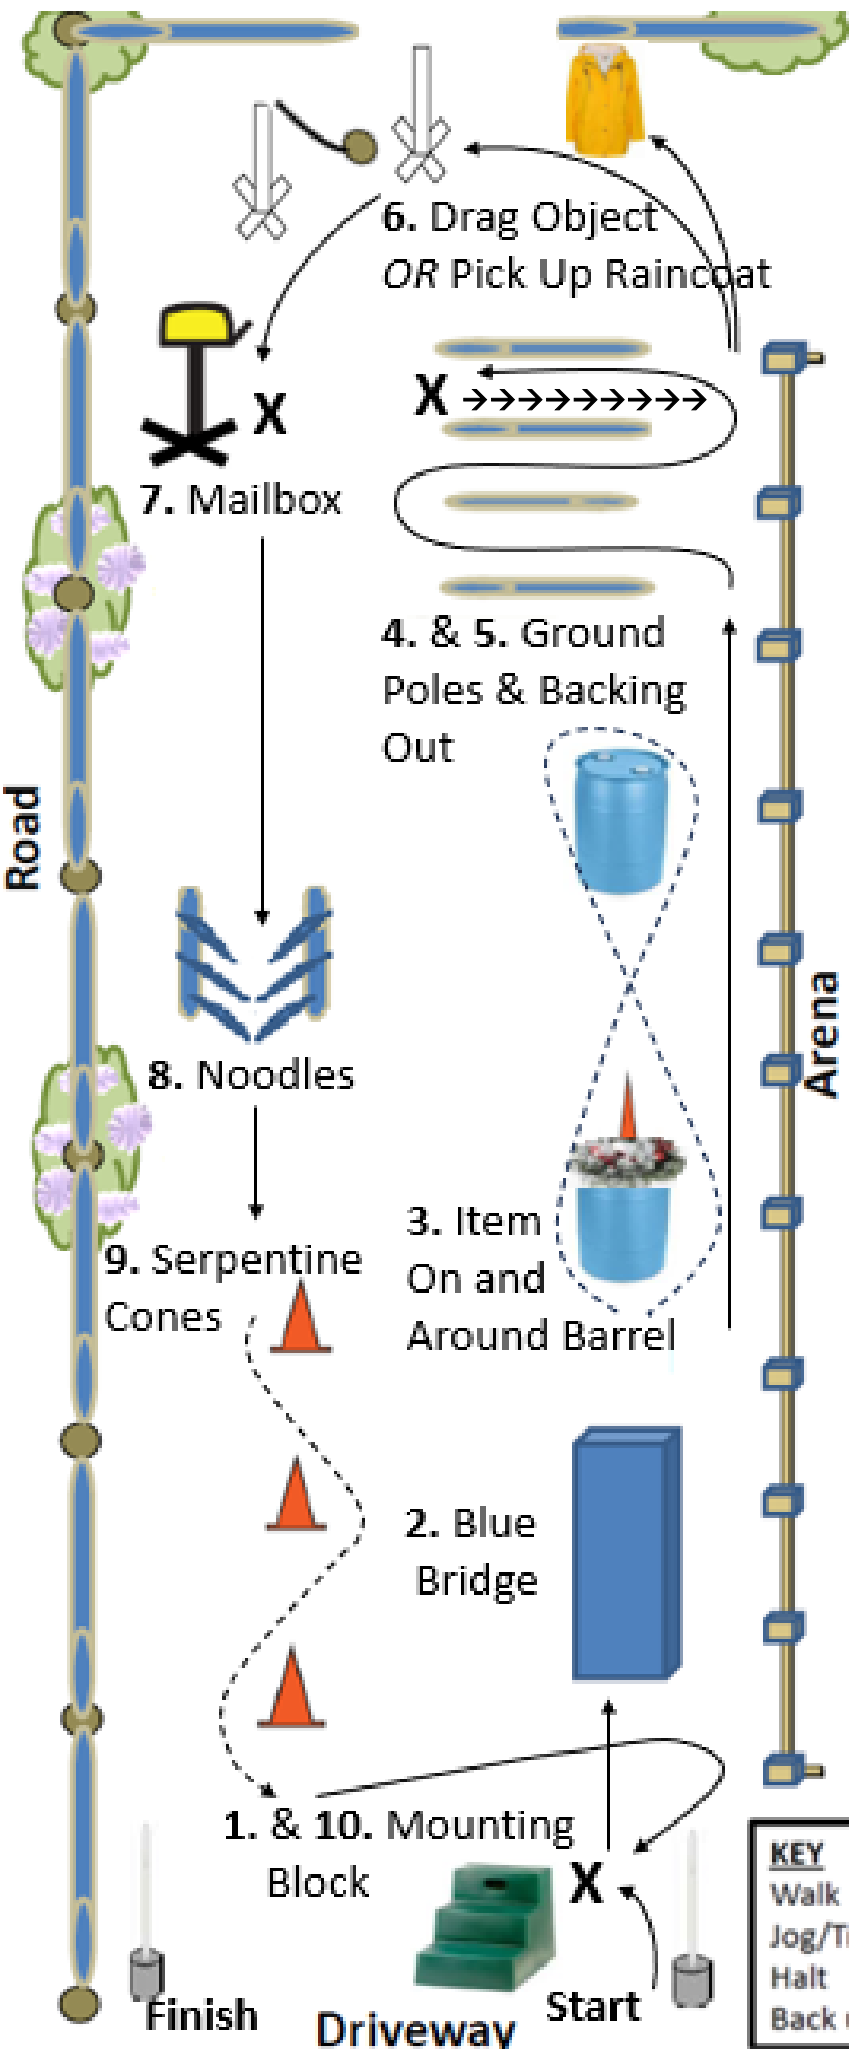 6. Drag Object
OR Pick Up Raincoat
X
X
7. Mailbox
4. & 5. Ground
Poles & Backing
Out
Road
Arena
8. Noodles
3. Item
On and
Around Barrel
9. Serpentine
Cones
2. Blue
Bridge
1. & 10. Mounting
Block
X
KEY
Walk
Halt
Back
Finish
Start
Driveway